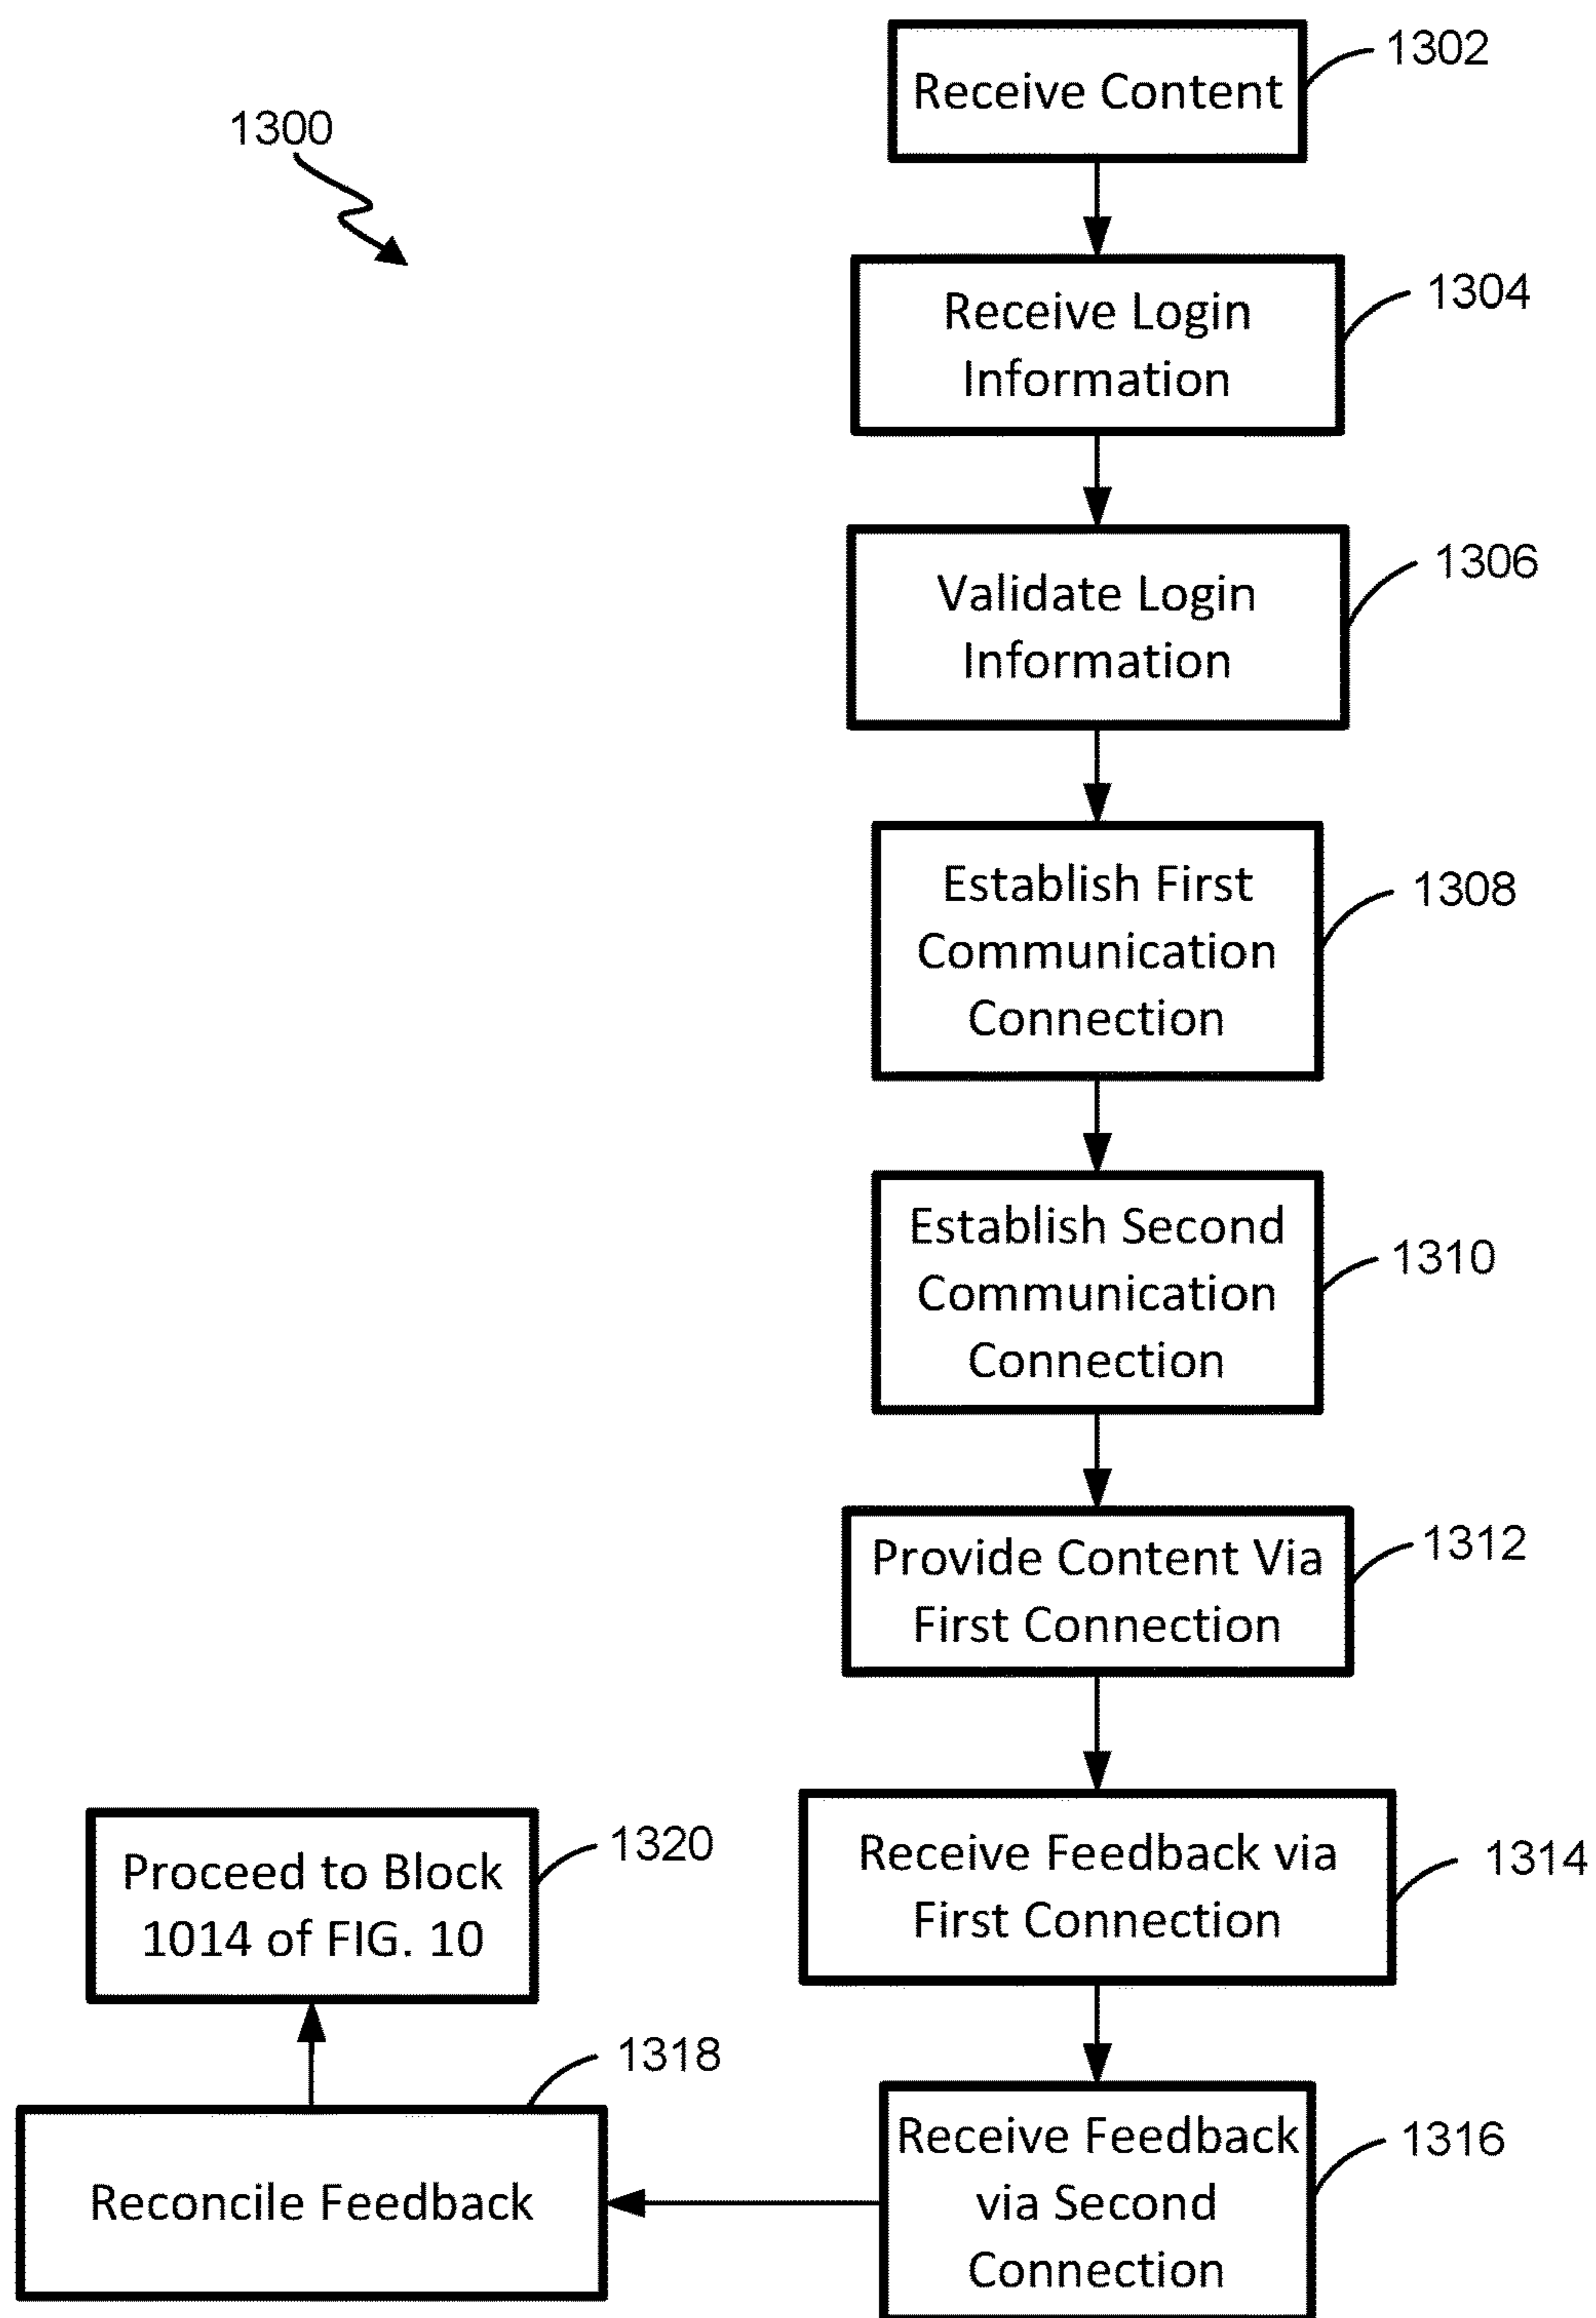 Receive Content
1302
1300
Receive Login
Information
1304
Validate Login
Information
1306
Establish First
Communication
Connection
1308
Establish Second
Communication
Connection
1310
Provide Content Via
First Connection
1312
Receive Feedback via
First Connection
1314
Receive Feedback
via Second
Connection
1316
Reconcile Feedback
1318
Proceed to Block
1014 of FIG. 10
1320